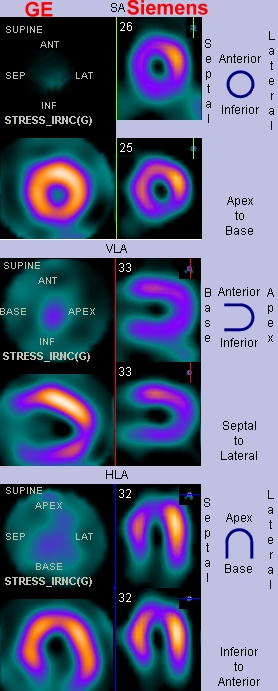 GE
SA
Siemens
SUPINE
ANT
SEP
LAT
INF
STRESS_IRNC(G)
26
Septal
Anterior
Inferior
Lateral
25
Apex
to
Base
VLA
SUPINE
ANT
BASE
APEX
INF
STRESS_IRNC(G)
33
A
Base
Anterior
Inferior
Apex
33
Septal
to
Lateral
HLA
SUPINE
APEX
SEP
LAT
BASE
STRESS_IRNC(G)
32
A
Septal
Apex
Base
Lateral
32
Inferior
to
Anterior